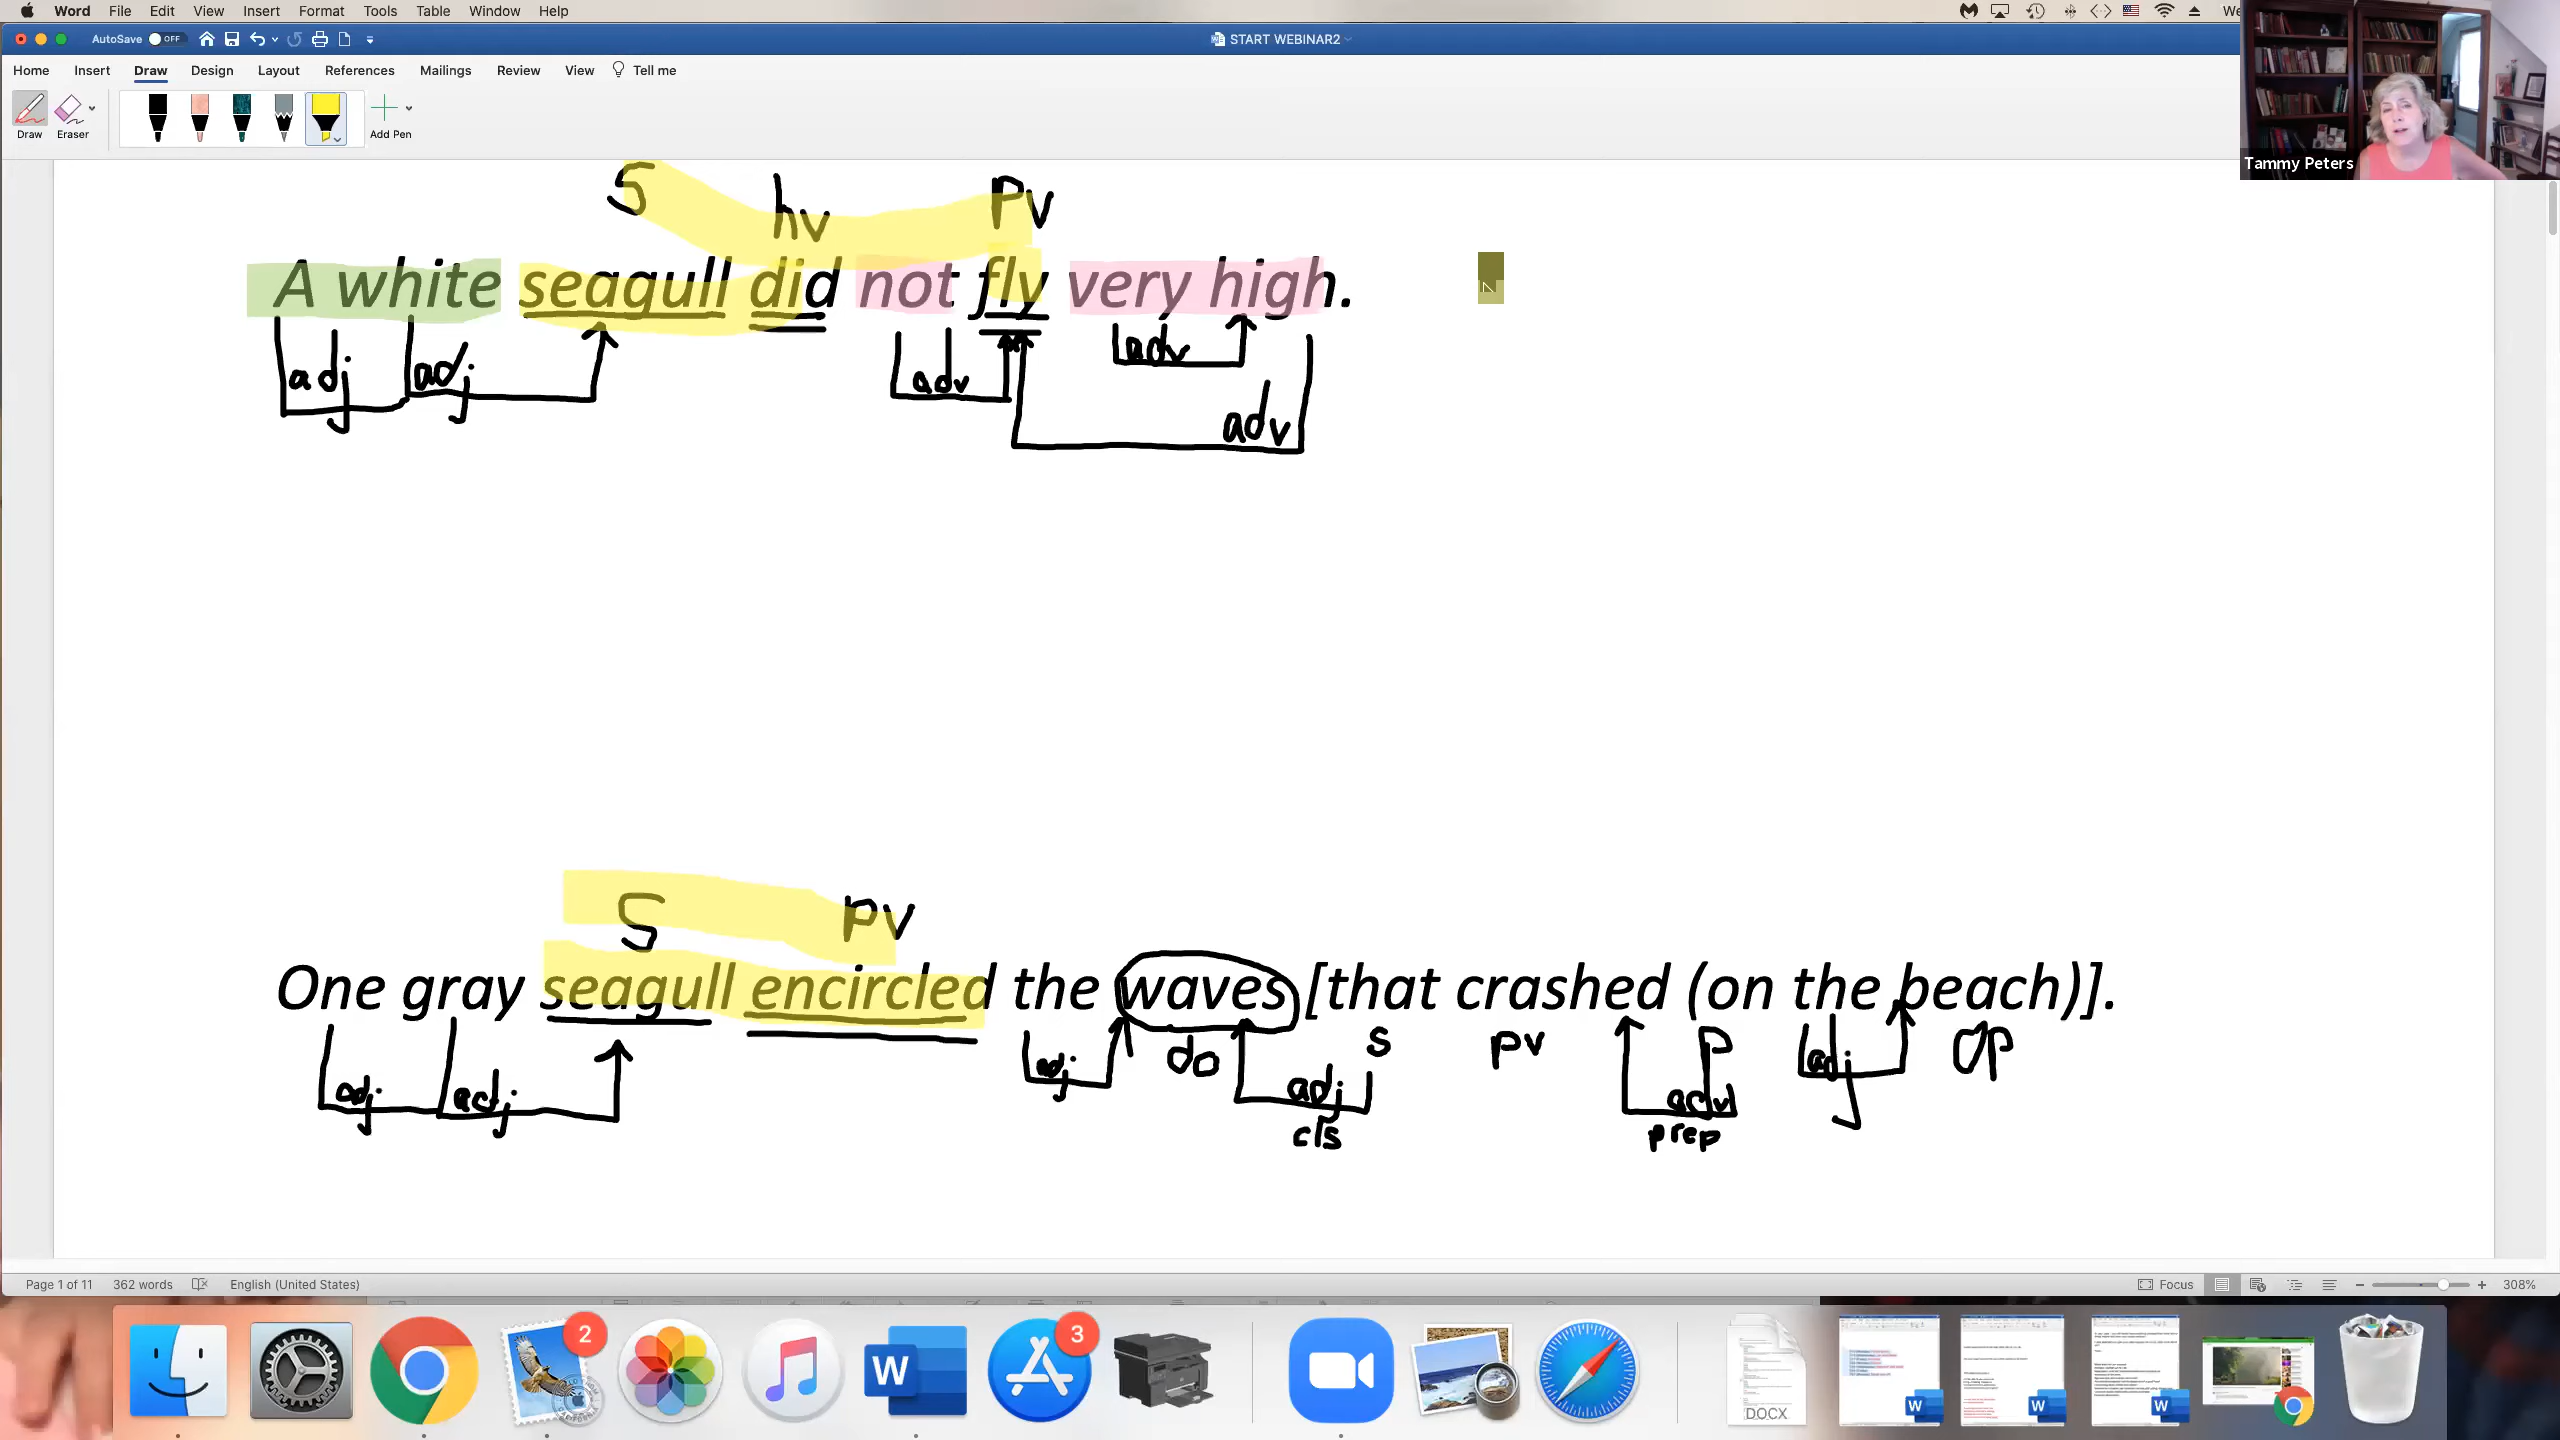 Word File Edit View Insert Format Tools Table Window Help We
AutoSave OFF START WEBINAR2
Home Insert Draw Design Layout References Mailings Review View Tell me
Draw Eraser Add Pen
Tammy Peters
S hv PV
A white seagull did not fly very high.
adj adj adv adv
adv
S PV
One gray seagull encircled the waves [that crashed (on the beach)].
adj adj adj do adj s pv adv P adj OP
cls prep
Page 1 of 11 362 words English (United States) Focus 308%
2 3
W
DOCX W W W